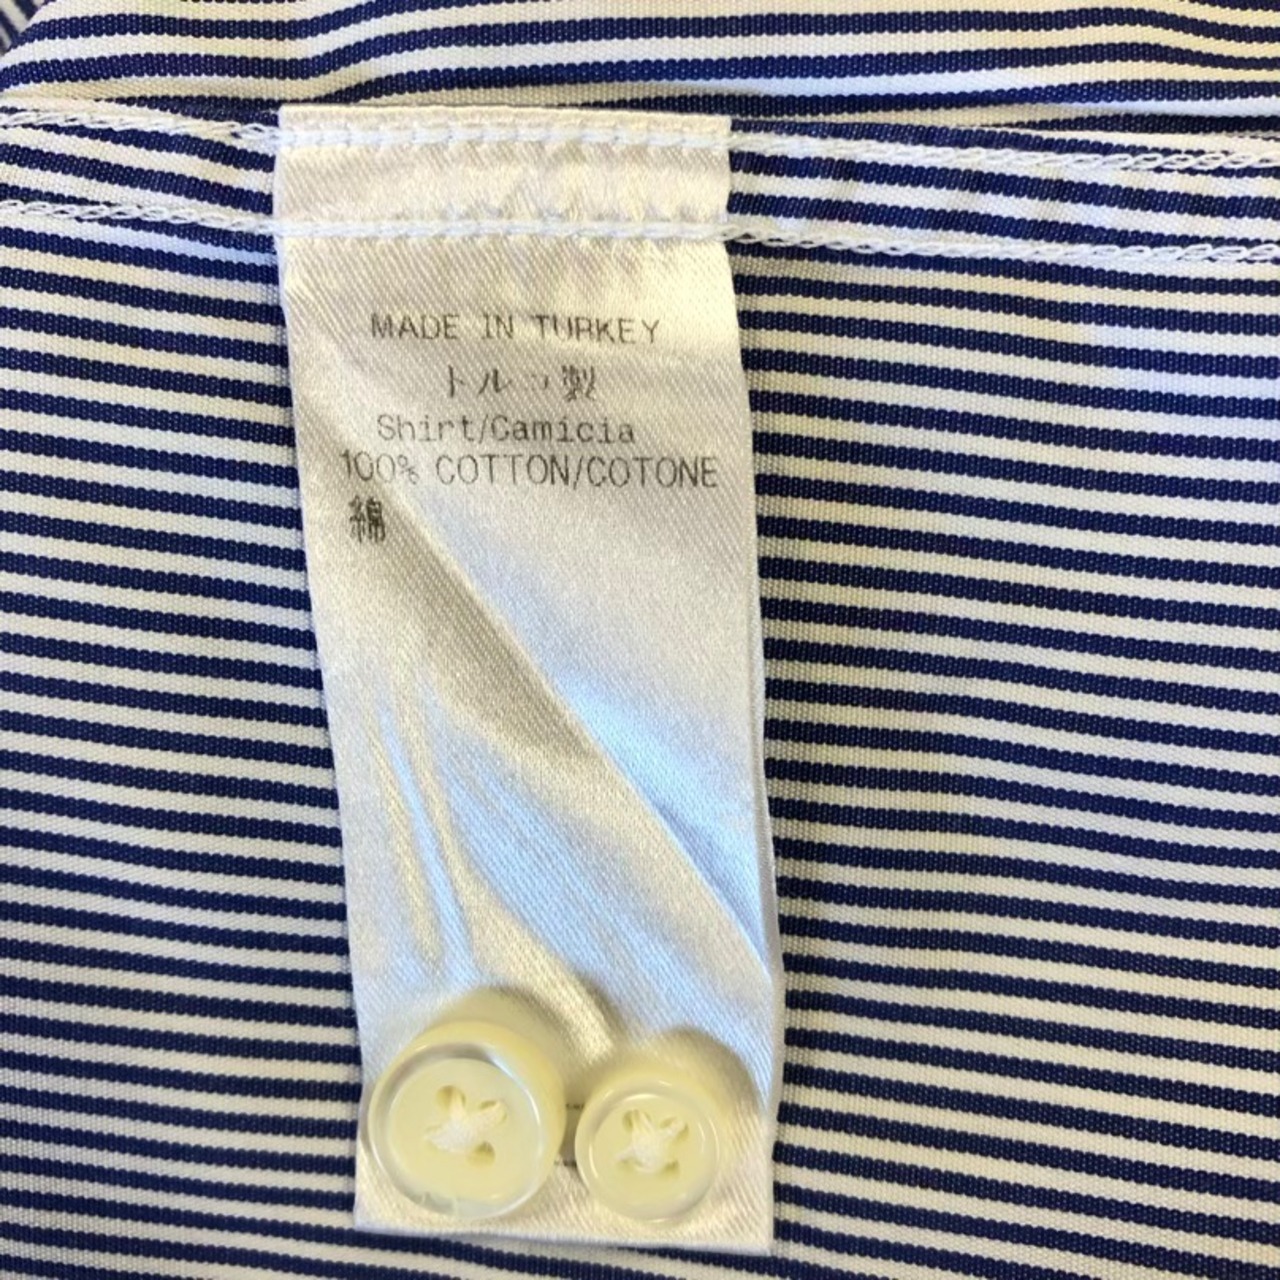 MADE IN TURKEY
トルコ製
Shirt/Camicia
100% COTTON/COTONE
綿